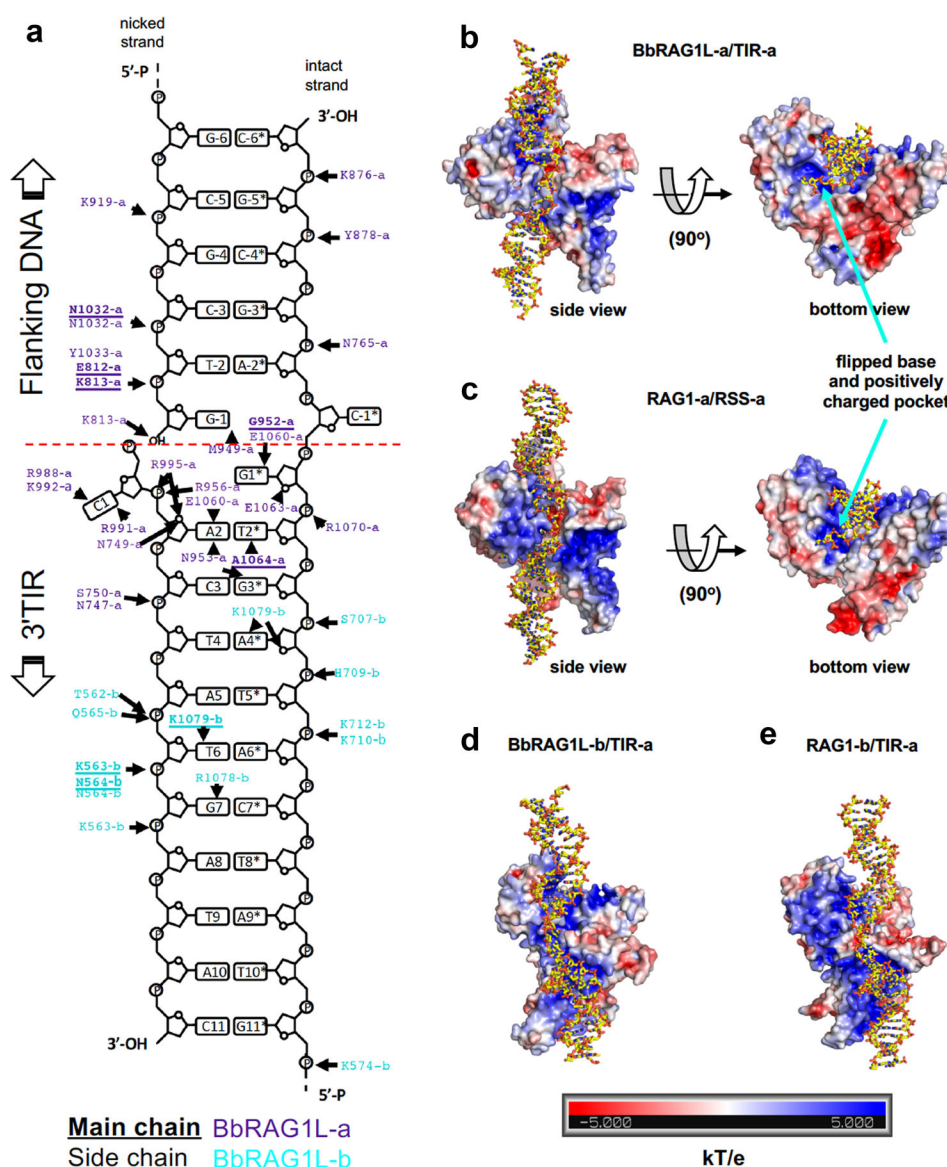 a
nicked
strand
5'-P
intact
strand
3'-OH
P
G-6 C-6*
P
P K876-a
C-5 G-5*
K919-a P
P Y878-a
G-4 C-4*
P
P
C-3 G-3*
N1032-a
N1032-a
P
P N765-a
T-2 A-2*
Y1033-a
E812-a
K813-a
P
P
G-1 C-1*
K813-a OH
M949-a
G952-a
E1060-a
P
P
R988-a
K992-a
C1
R995-a
P
R956-a
E1060-a
G1*
E1063-a
P R1070-a
R991-a
N749-a
A2 T2*
N953-a
A1064-a
P
P
C3 G3*
S750-a
N747-a
P
K1079-b
P S707-b
T4 A4*
P
P H709-b
A5 T5*
T562-b
Q565-b
P
K1079-b
P K712-b
K710-b
T6 A6*
K563-b
N564-b
N564-b
P
R1078-b
P
G7 C7*
K563-b P
P
A8 T8*
P
P
T9 A9*
P
P
A10 T10*
P
P
C11 G11*
3'-OH
P K574-b
5'-P
Flanking DNA
3'TIR
Main chain BbRAG1L-a
Side chain BbRAG1L-b
b
BbRAG1L-a/TIR-a
(90º)
side view
bottom view
flipped base
and positively
charged pocket
c
RAG1-a/RSS-a
(90º)
side view
bottom view
d
BbRAG1L-b/TIR-a
e
RAG1-b/TIR-a
-5.000 5.000
kT/e